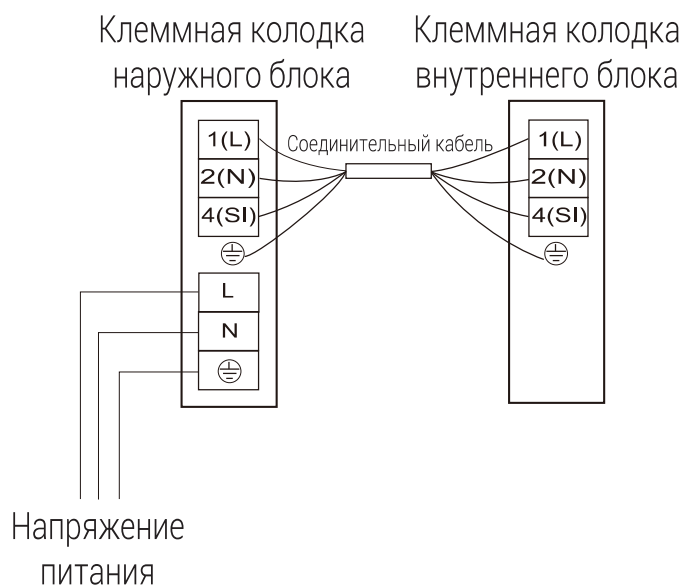 Клеммная колодка
наружного блока
Клеммная колодка
внутреннего блока
Соединительный кабель
1(L)
2(N)
4(SI)
L
N
1(L)
2(N)
4(SI)
Напряжение
питания